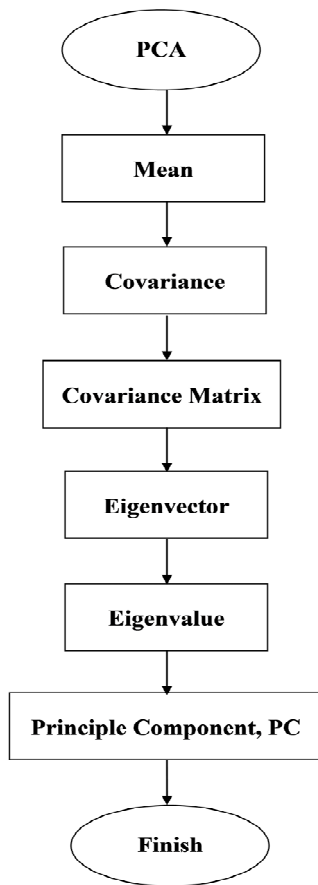 PCA
Mean
Covariance
Covariance Matrix
Eigenvector
Eigenvalue
Principle Component, PC
Finish